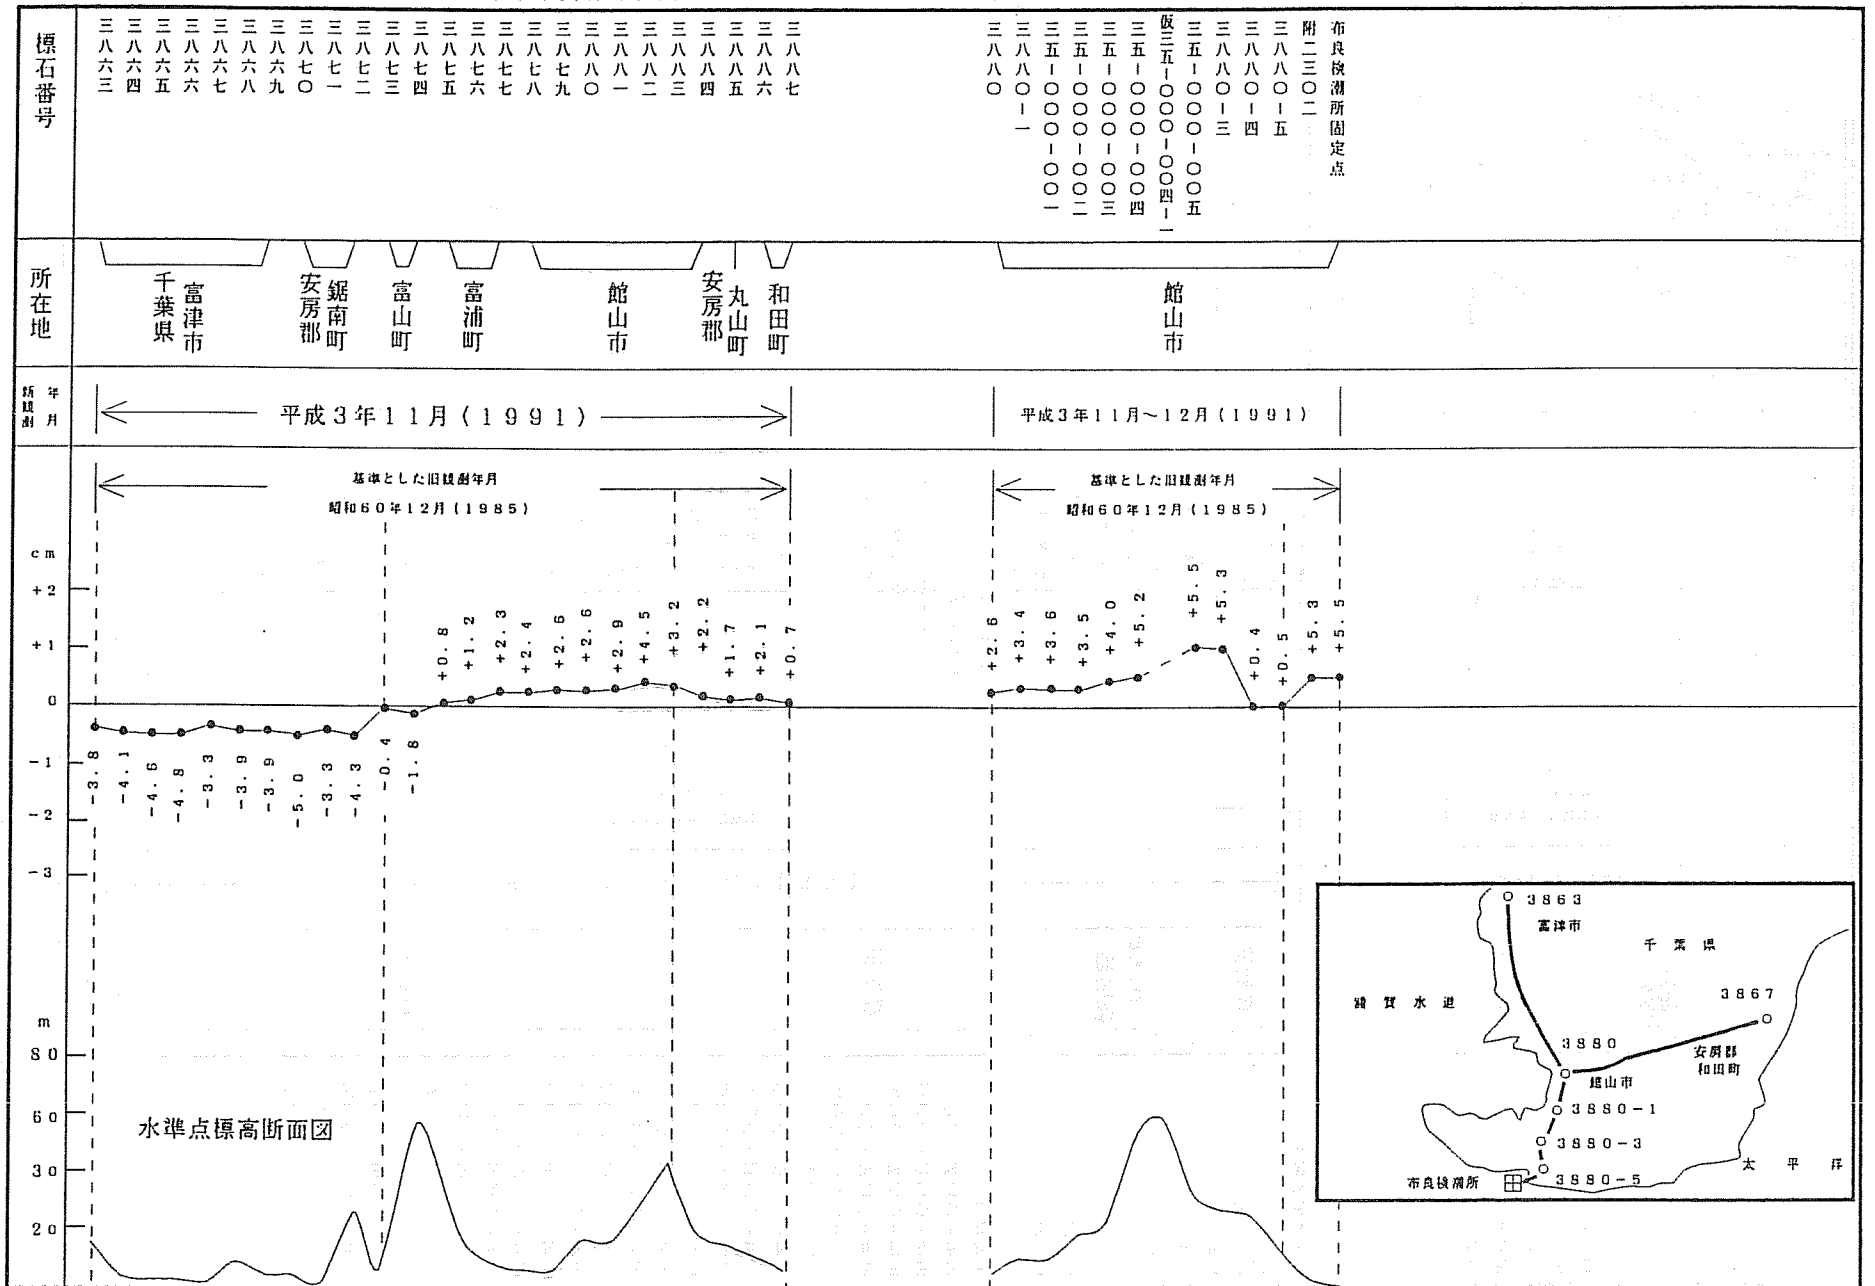 標石番号
三八六三
三八六四
三八六五
三八六六
三八六七
三八六八
三八六九
三八七〇
三八七一
三八七二
三八七三
三八七四
三八七五
三八七六
三八七七
三八七八
三八七九
三八八〇
三八八一
三八八二
三八八三
三八八四
三八八五
三八八六
三八八七
三八八〇
三八八〇-一
三五-〇〇〇-〇〇一
三五-〇〇〇-〇〇二
三五-〇〇〇-〇〇三
三五-〇〇〇-〇〇四
仮三五-〇〇〇-〇〇四-一
三五-〇〇〇-〇〇五
三八八〇-三
三八八〇-四
三八八〇-五
附二三〇二
布良検潮所固定点
所在地
千葉県
富津市
安房郡
鋸南町
富山町
富浦町
館山市
安房郡
丸山町
和田町
館山市
新観測
年月
平成3年11月(1991)
平成3年11月~12月(1991)
基準とした旧観測年月
昭和60年12月(1985)
基準とした旧観測年月
昭和60年12月(1985)
cm
+2
+1
0
-1
-2
-3
-3.8
-4.1
-4.6
-4.8
-3.3
-3.9
-3.9
-5.0
-3.3
-4.3
-0.4
-1.8
+0.8
+1.2
+2.3
+2.4
+2.6
+2.6
+2.9
+4.5
+3.2
+2.2
+1.7
+2.1
+0.7
+2.6
+3.4
+3.6
+3.5
+4.0
+5.2
+5.5
+5.3
+0.4
+0.5
+5.3
+5.5
m
80
60
30
20
水準点標高断面図
3863
富津市
千葉県
浦賀水道
3867
3880
安房郡
和田町
館山市
3880-1
3880-3
太平洋
布良検潮所
3880-5